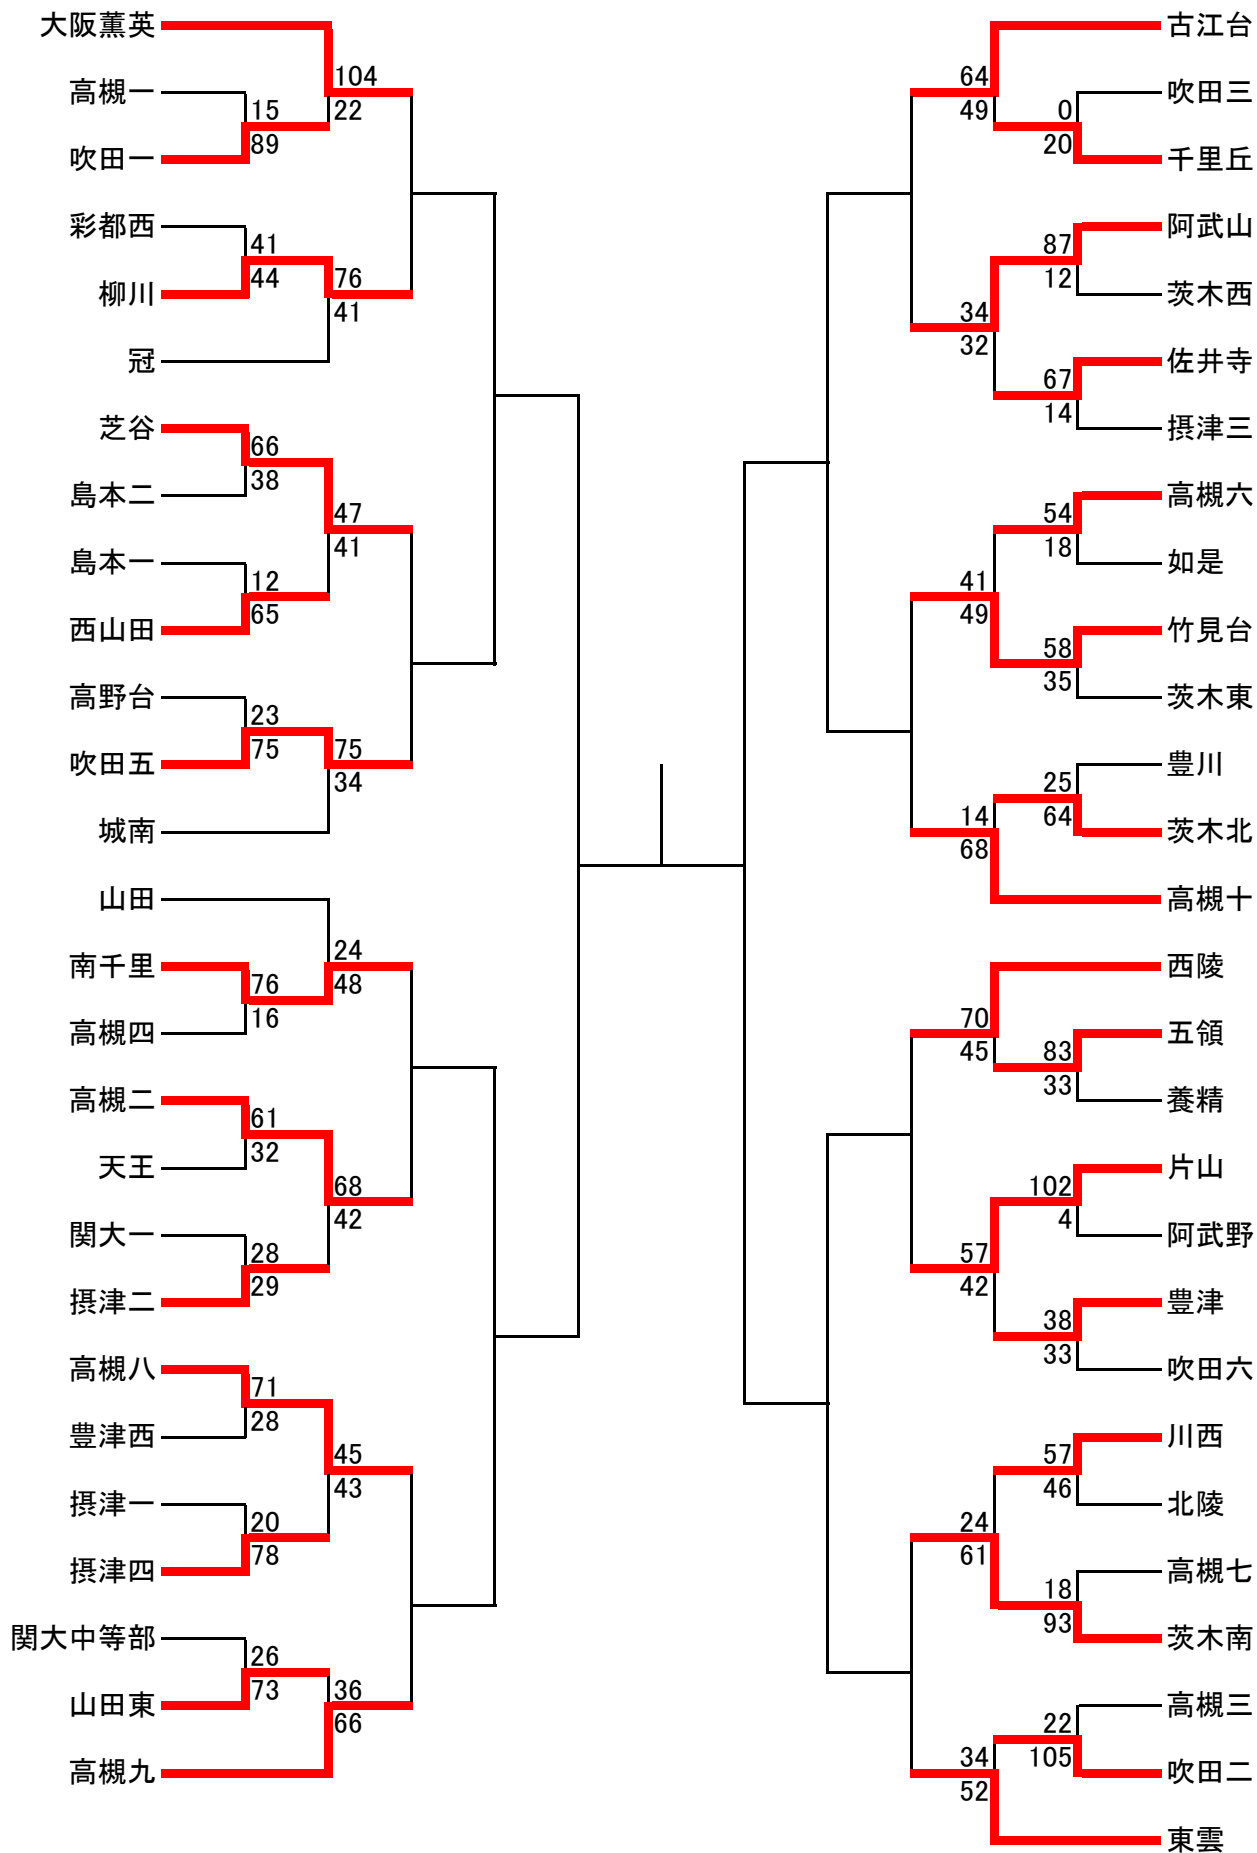 大阪薫英
104
高槻一
22
15
吹田一
89
彩都西
41
柳川
44
76
41
冠
芝谷
66
島本二
38
47
島本一
41
12
西山田
65
高野台
23
吹田五
75
75
34
城南
山田
24
南千里
48
76
高槻四
16
高槻二
61
天王
32
68
関大一
42
28
摂津二
29
高槻八
71
豊津西
28
45
摂津一
43
20
摂津四
78
関大中等部
26
山田東
73
36
66
高槻九
古江台
64
吹田三
49
0
千里丘
20
阿武山
87
茨木西
12
34
佐井寺
32
67
摂津三
14
高槻六
54
如是
18
41
竹見台
49
58
茨木東
35
豊川
25
茨木北
64
14
68
高槻十
西陵
70
五領
45
83
養精
33
片山
102
阿武野
4
57
豊津
42
38
吹田六
33
川西
57
北陵
46
24
高槻七
61
18
茨木南
93
高槻三
22
吹田二
105
34
52
東雲